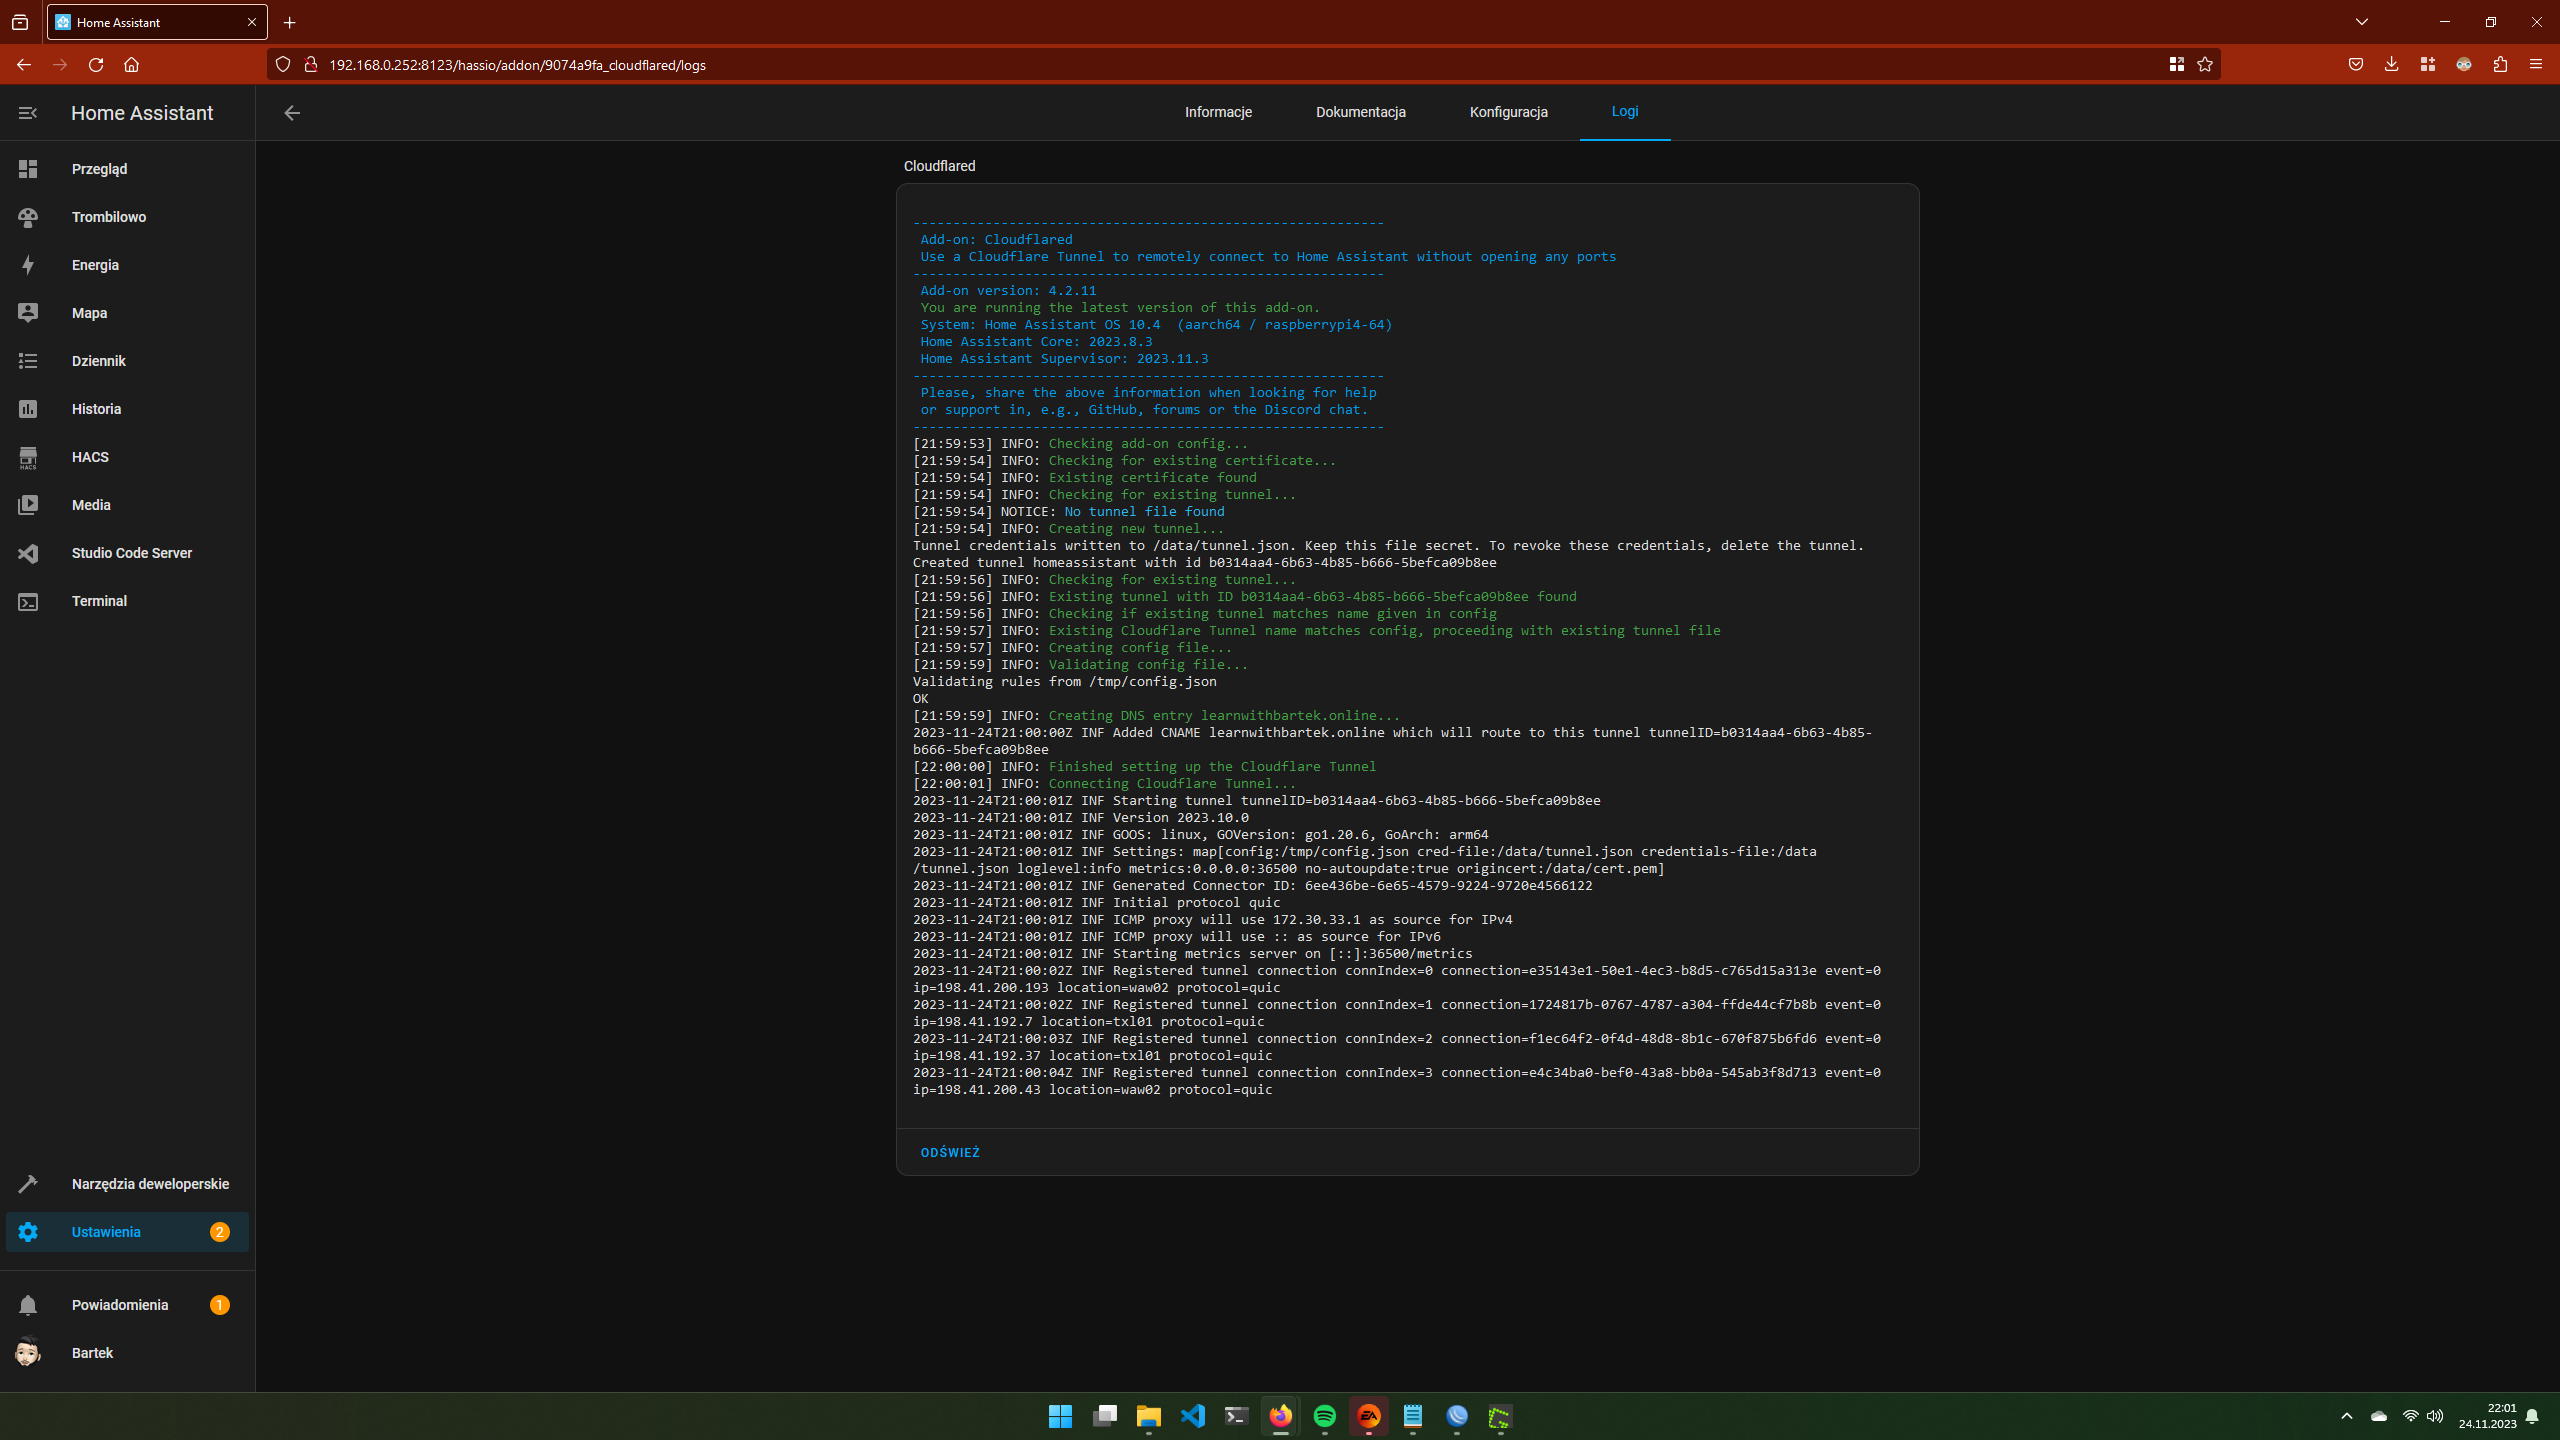 Home Assistant
192.168.0.252:8123/hassio/addon/9074a9fa_cloudflared/logs
Home Assistant
Informacje
Dokumentacja
Konfiguracja
Logi
Przegląd
Trombilowo
Energia
Mapa
Dziennik
Historia
HACS
HACS
Media
Studio Code Server
Terminal
Narzędzia deweloperskie
Ustawienia
2
Powiadomienia
1
Bartek
Cloudflared
-----------------------------------------------------------
Add-on: Cloudflared
Use a Cloudflare Tunnel to remotely connect to Home Assistant without opening any ports
-----------------------------------------------------------
Add-on version: 4.2.11
You are running the latest version of this add-on.
System: Home Assistant OS 10.4  (aarch64 / raspberrypi4-64)
Home Assistant Core: 2023.8.3
Home Assistant Supervisor: 2023.11.3
-----------------------------------------------------------
Please, share the above information when looking for help
or support in, e.g., GitHub, forums or the Discord chat.
-----------------------------------------------------------
[21:59:53] INFO: Checking add-on config...
[21:59:54] INFO: Checking for existing certificate...
[21:59:54] INFO: Existing certificate found
[21:59:54] INFO: Checking for existing tunnel...
[21:59:54] NOTICE: No tunnel file found
[21:59:54] INFO: Creating new tunnel...
Tunnel credentials written to /data/tunnel.json. Keep this file secret. To revoke these credentials, delete the tunnel.
Created tunnel homeassistant with id b0314aa4-6b63-4b85-b666-5befca09b8ee
[21:59:56] INFO: Checking for existing tunnel...
[21:59:56] INFO: Existing tunnel with ID b0314aa4-6b63-4b85-b666-5befca09b8ee found
[21:59:56] INFO: Checking if existing tunnel matches name given in config
[21:59:57] INFO: Existing Cloudflare Tunnel name matches config, proceeding with existing tunnel file
[21:59:57] INFO: Creating config file...
[21:59:59] INFO: Validating config file...
Validating rules from /tmp/config.json
OK
[21:59:59] INFO: Creating DNS entry learnwithbartek.online...
2023-11-24T21:00:00Z INF Added CNAME learnwithbartek.online which will route to this tunnel tunnelID=b0314aa4-6b63-4b85-
b666-5befca09b8ee
[22:00:00] INFO: Finished setting up the Cloudflare Tunnel
[22:00:01] INFO: Connecting Cloudflare Tunnel...
2023-11-24T21:00:01Z INF Starting tunnel tunnelID=b0314aa4-6b63-4b85-b666-5befca09b8ee
2023-11-24T21:00:01Z INF Version 2023.10.0
2023-11-24T21:00:01Z INF GOOS: linux, GOVersion: go1.20.6, GoArch: arm64
2023-11-24T21:00:01Z INF Settings: map[config:/tmp/config.json cred-file:/data/tunnel.json credentials-file:/data
/tunnel.json loglevel:info metrics:0.0.0.0:36500 no-autoupdate:true origincert:/data/cert.pem]
2023-11-24T21:00:01Z INF Generated Connector ID: 6ee436be-6e65-4579-9224-9720e4566122
2023-11-24T21:00:01Z INF Initial protocol quic
2023-11-24T21:00:01Z INF ICMP proxy will use 172.30.33.1 as source for IPv4
2023-11-24T21:00:01Z INF ICMP proxy will use :: as source for IPv6
2023-11-24T21:00:01Z INF Starting metrics server on [::]:36500/metrics
2023-11-24T21:00:02Z INF Registered tunnel connection connIndex=0 connection=e35143e1-50e1-4ec3-b8d5-c765d15a313e event=0
ip=198.41.200.193 location=waw02 protocol=quic
2023-11-24T21:00:02Z INF Registered tunnel connection connIndex=1 connection=1724817b-0767-4787-a304-ffde44cf7b8b event=0
ip=198.41.192.7 location=txl01 protocol=quic
2023-11-24T21:00:03Z INF Registered tunnel connection connIndex=2 connection=f1ec64f2-0f4d-48d8-8b1c-670f875b6fd6 event=0
ip=198.41.192.37 location=txl01 protocol=quic
2023-11-24T21:00:04Z INF Registered tunnel connection connIndex=3 connection=e4c34ba0-bef0-43a8-bb0a-545ab3f8d713 event=0
ip=198.41.200.43 location=waw02 protocol=quic
ODŚWIEŻ
EA
22:01
24.11.2023